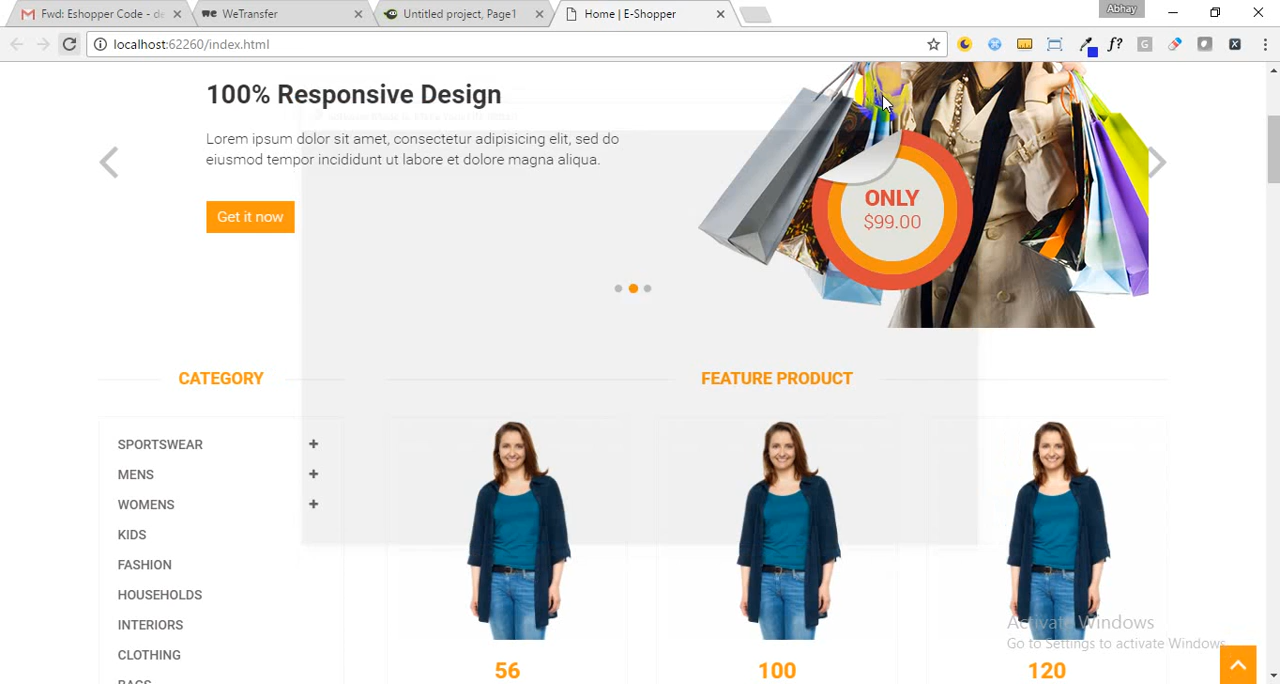 Fwd: Eshopper Code - de
WeTransfer
Untitled project, Page1
Home | E-Shopper
Abhay
localhost:62260/index.html
100% Responsive Design
Lorem ipsum dolor sit amet, consectetur adipisicing elit, sed do
eiusmod tempor incididunt ut labore et dolore magna aliqua.
Get it now
ONLY
$99.00
CATEGORY
SPORTSWEAR
MENS
WOMENS
KIDS
FASHION
HOUSEHOLDS
INTERIORS
CLOTHING
BAGS
FEATURE PRODUCT
56
100
120
Activate Windows
Go to Settings to activate Windows.